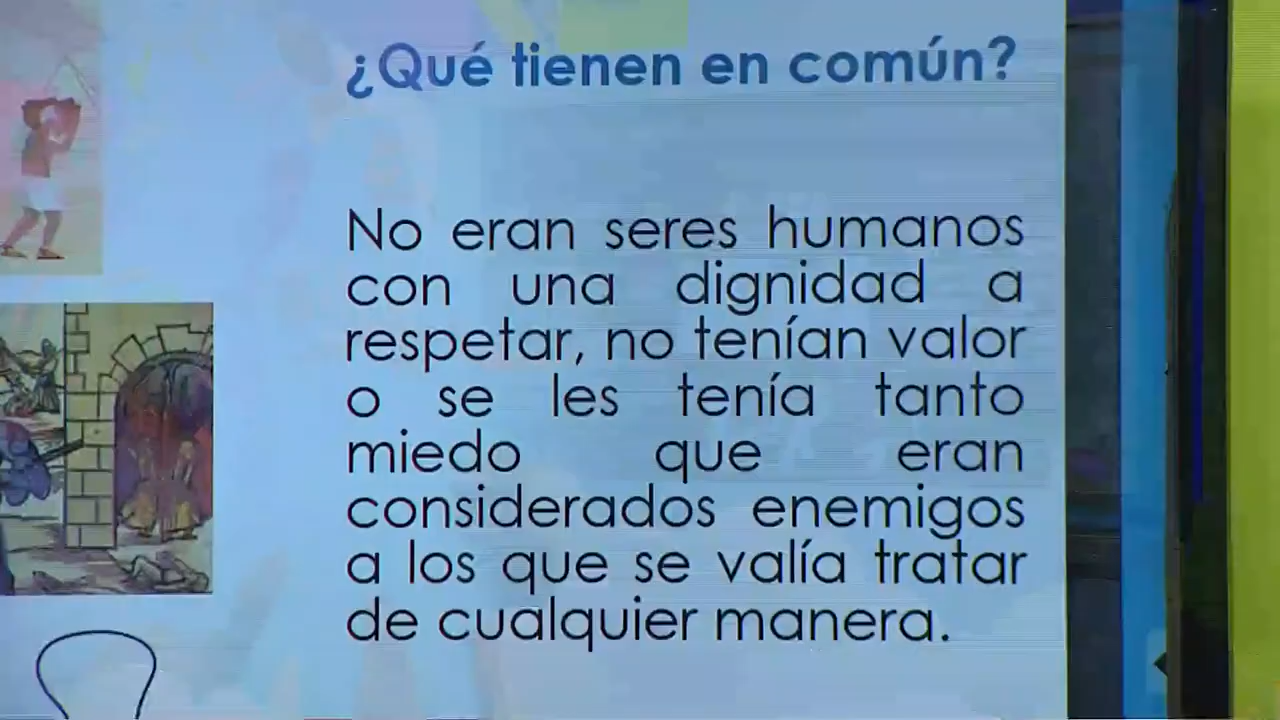 ¿Qué tienen en común?
No eran seres humanos
con una dignidad a
respetar, no tenían valor
o se les tenía tanto
miedo que eran
considerados enemigos
a los que se valía tratar
de cualquier manera.